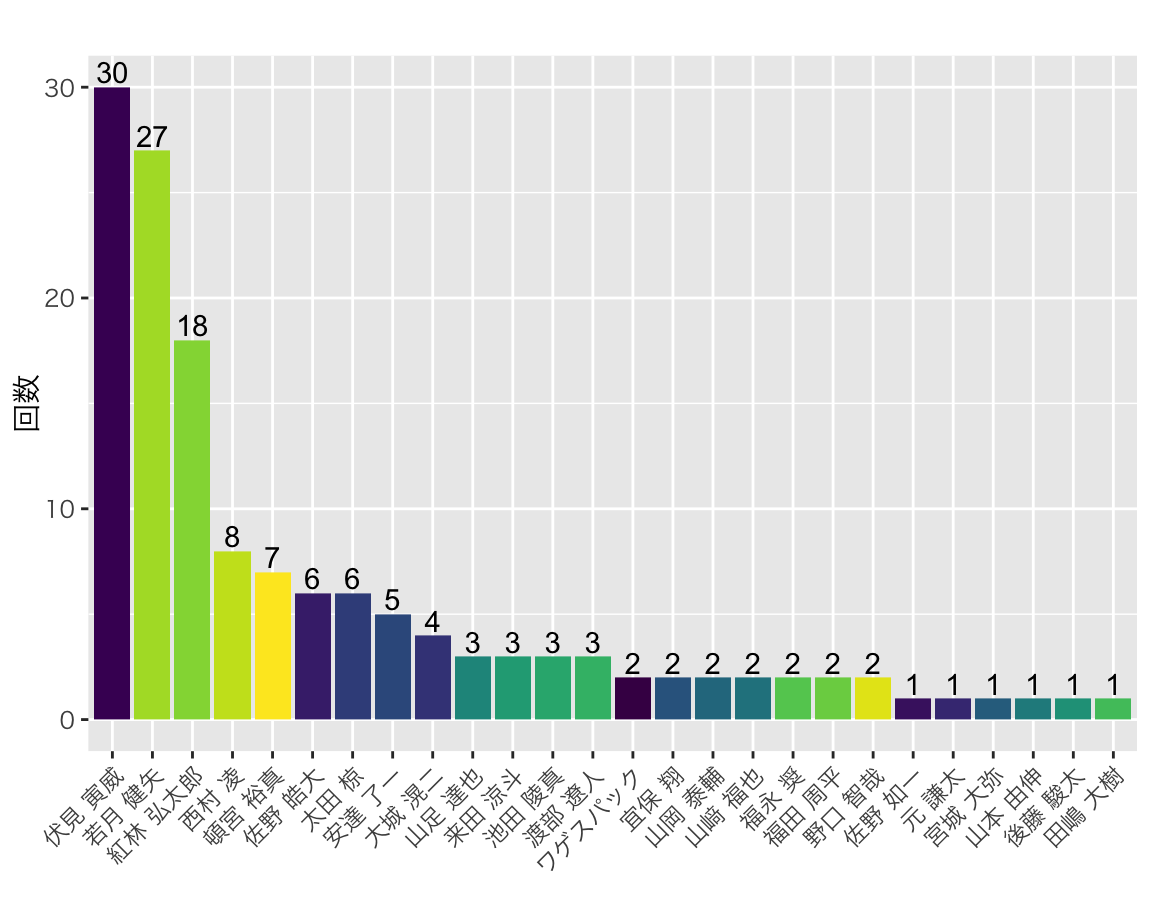 回数
30
20
10
0
30
27
18
8
7
6
6
5
4
3
3
3
3
2
2
2
2
2
2
2
1
1
1
1
1
1
伏見 寅威
若月 健矢
紅林 弘太郎
西村 凌
頓宮 裕真
佐野 皓大
太田 椋
安達 了一
大城 滉二
山足 達也
来田 涼斗
池田 陵真
渡部 遼人
ワゲスパック
宜保 翔
山岡 泰輔
山﨑 福也
福永 奨
福田 周平
野口 智哉
佐野 如一
元 謙太
宮城 大弥
山本 由伸
後藤 駿太
田嶋 大樹